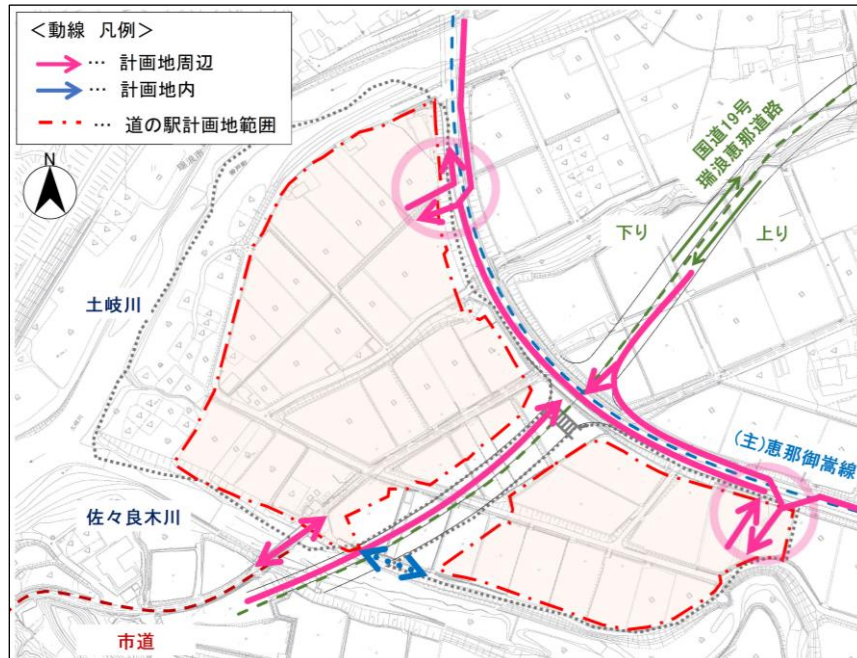 ＜動線 凡例＞
… 計画地周辺
… 計画地内
… 道の駅計画地範囲
N
国道19号
瑞浪恵那道路
下り
上り
土岐川
(主)恵那御嵩線
佐々良木川
市道